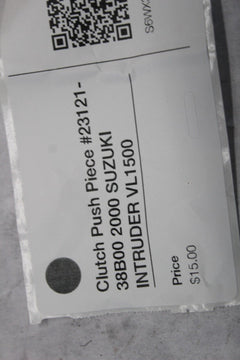 Clutch Push Piece #23121-
38B00 2000 SUZUKI
INTRUDER VL1500
Price
$15.00